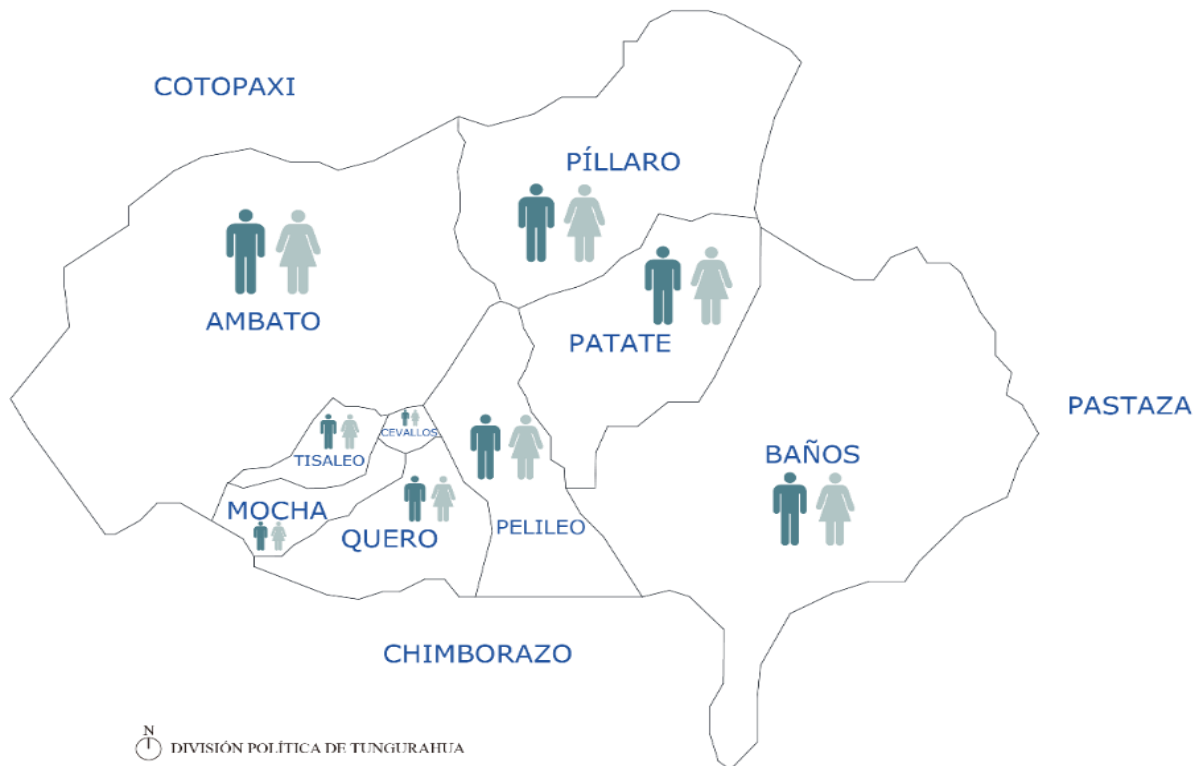 COTOPAXI
PÍLLARO
AMBATO
PATATE
PASTAZA
CEVALLOS
TISALEO
BAÑOS
MOCHA
QUERO
PELILEO
CHIMBORAZO
N
DIVISIÓN POLÍTICA DE TUNGURAHUA